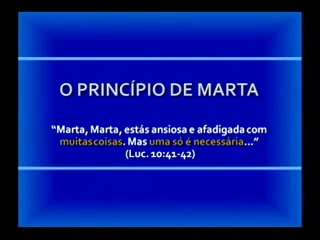 O PRINCÍPIO DE MARTA
“Marta, Marta, estás ansiosa e afadigada com
muitas coisas. Mas uma só é necessária...”
(Luc. 10:41-42)